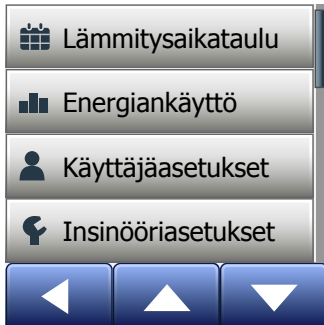 Lämmitysaikataulu
Energiankäyttö
Käyttäjäasetukset
Insinööriasetukset